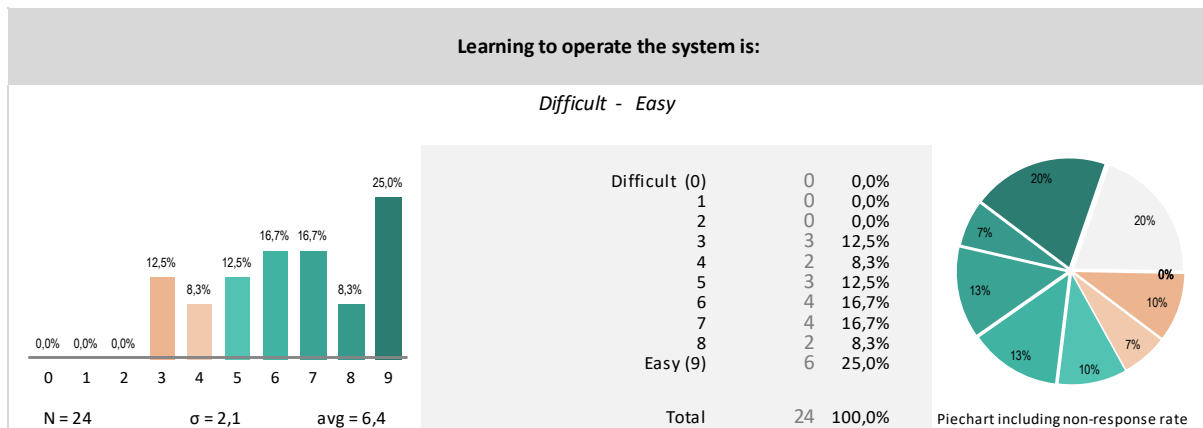 Learning to operate the system is:
Difficult - Easy
0,0% 0,0% 0,0% 12,5% 8,3% 12,5% 16,7% 16,7% 8,3% 25,0%
0 1 2 3 4 5 6 7 8 9
N = 24 σ = 2,1 avg = 6,4
Difficult (0) 0 0,0%
1 0 0,0%
2 0 0,0%
3 3 12,5%
4 2 8,3%
5 3 12,5%
6 4 16,7%
7 4 16,7%
8 2 8,3%
Easy (9) 6 25,0%
Total 24 100,0%
20%
20%
7%
0%
13%
10%
7%
13%
10%
Piechart including non-response rate